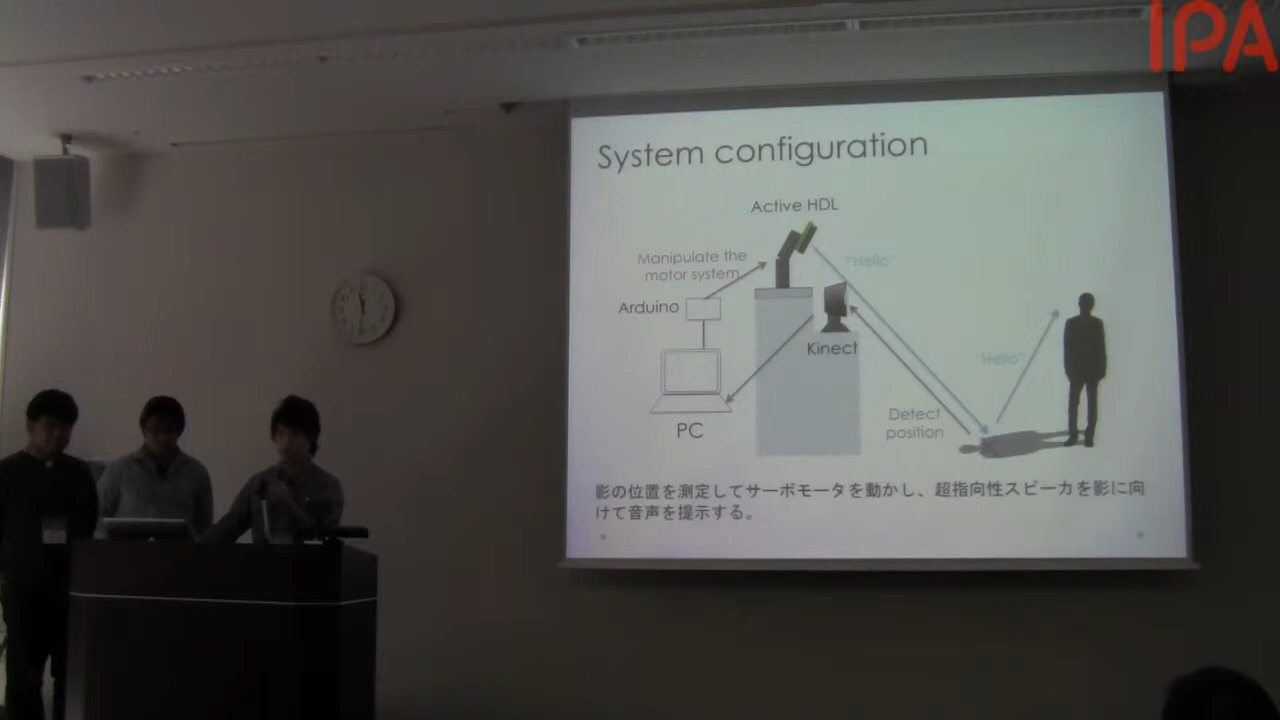 IPA
System configuration
Active HDL
Manipulate the
motor system
"Hello"
Arduino
Kinect
"Hello"
Detect
position
PC
影の位置を測定してサーボモータを動かし、超指向性スピーカを影に向
けて音声を提示する。